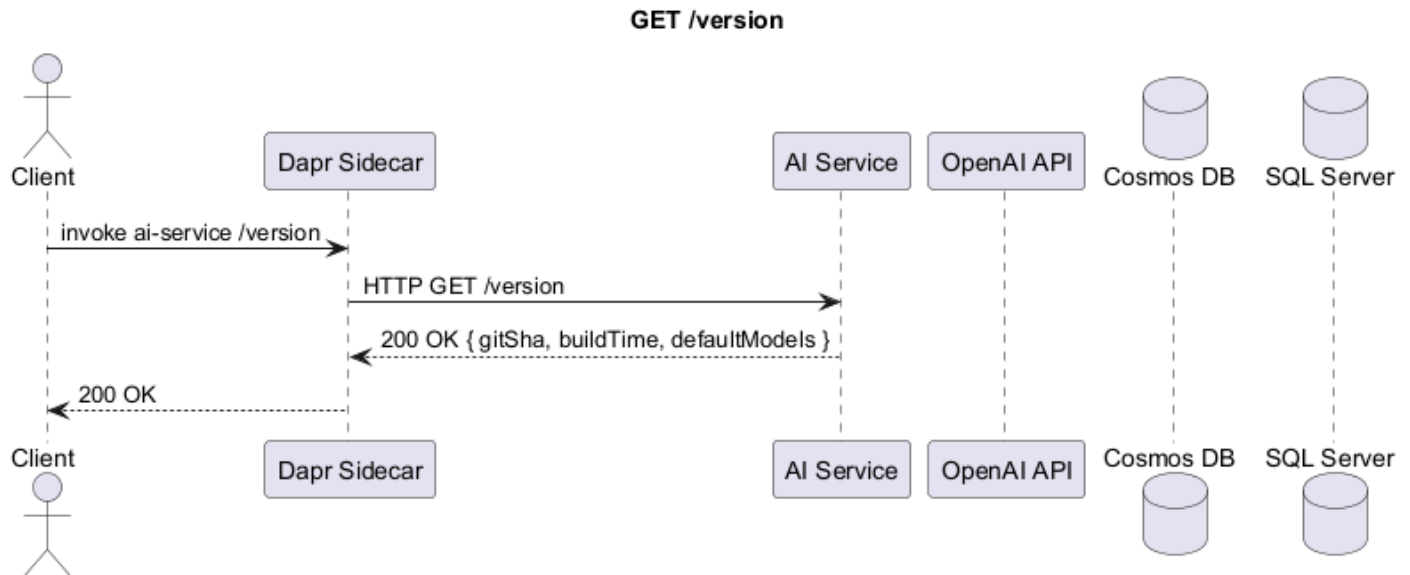 GET /version
Client
Dapr Sidecar
AI Service
OpenAI API
Cosmos DB
SQL Server
invoke ai-service /version
HTTP GET /version
200 OK { gitSha, buildTime, defaultModels }
200 OK
Client
Dapr Sidecar
AI Service
OpenAI API
Cosmos DB
SQL Server